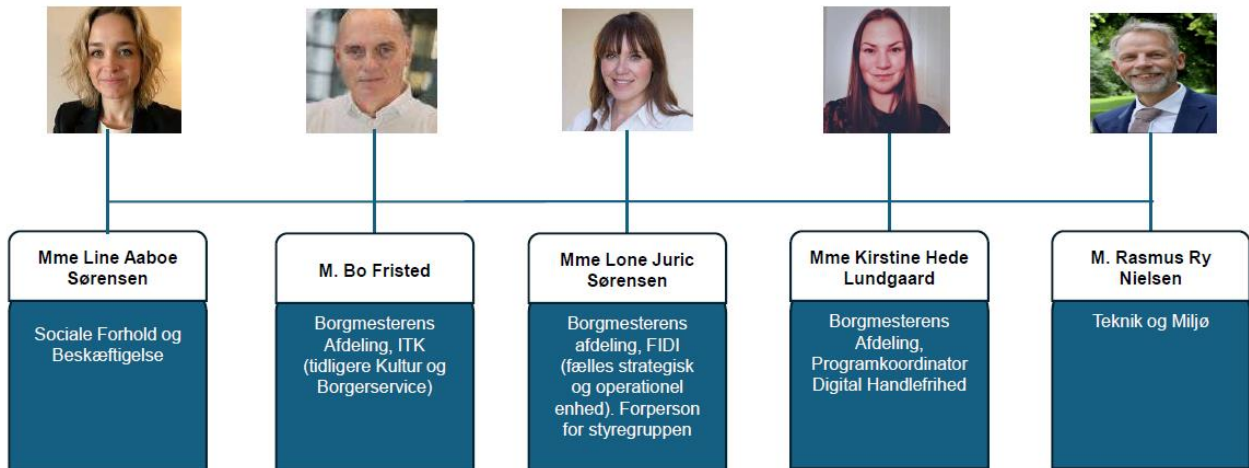 Mme Line Aaboe
Sørensen
Sociale Forhold og
Beskæftigelse
M. Bo Fristed
Borgmesterens
Afdeling, ITK
(tidligere Kultur og
Borgerservice)
Mme Lone Juric
Sørensen
Borgmesterens
afdeling, FIDI
(fælles strategisk
og operationel
enhed). Forperson
for styregruppen
Mme Kirstine Hede
Lundgaard
Borgmesterens
Afdeling,
Programkoordinator
Digital Handlefrihed
M. Rasmus Ry
Nielsen
Teknik og Miljø